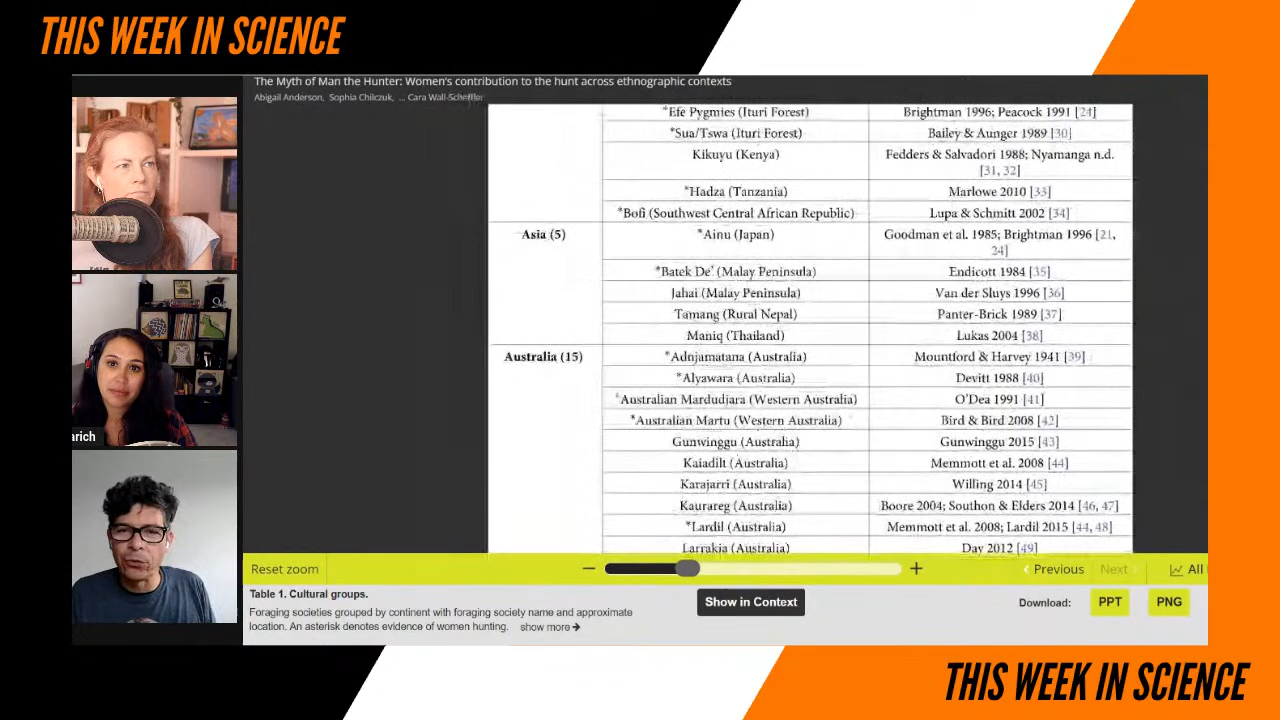 THIS WEEK IN SCIENCE
The Myth of Man the Hunter: Women's contribution to the hunt across ethnographic contexts
Abigail Anderson, Sophia Chilczuk, ... Cara Wall-Scheffler
*Efe Pygmies (Ituri Forest) Brightman 1996; Peacock 1991 [24]
*Sua/Tswa (Ituri Forest) Bailey & Aunger 1989 [30]
Kikuyu (Kenya) Fedders & Salvadori 1988; Nyamanga n.d. [31, 32]
*Hadza (Tanzania) Marlowe 2010 [33]
*Bofi (Southwest Central African Republic) Lupa & Schmitt 2002 [34]
Asia (5) *Ainu (Japan) Goodman et al. 1985; Brightman 1996 [21, 24]
*Batek De' (Malay Peninsula) Endicott 1984 [35]
Jahai (Malay Peninsula) Van der Sluys 1996 [36]
Tamang (Rural Nepal) Panter-Brick 1989 [37]
Maniq (Thailand) Lukas 2004 [38]
Australia (15) *Adnjamatana (Australia) Mountford & Harvey 1941 [39]
*Alyawara (Australia) Devitt 1988 [40]
*Australian Mardudjara (Western Australia) O'Dea 1991 [41]
*Australian Martu (Western Australia) Bird & Bird 2008 [42]
Gunwinggu (Australia) Gunwinggu 2015 [43]
Kaiadilt (Australia) Memmott et al. 2008 [44]
Karajarri (Australia) Willing 2014 [45]
Kaurareg (Australia) Boore 2004; Southon & Elders 2014 [46, 47]
*Lardil (Australia) Memmott et al. 2008; Lardil 2015 [44, 48]
Larrakia (Australia) Day 2012 [49]
arich
Reset zoom − + ‹ Previous Next › All
Table 1. Cultural groups.
Foraging societies grouped by continent with foraging society name and approximate
location. An asterisk denotes evidence of women hunting. show more →
Show in Context
Download: PPT PNG
THIS WEEK IN SCIENCE